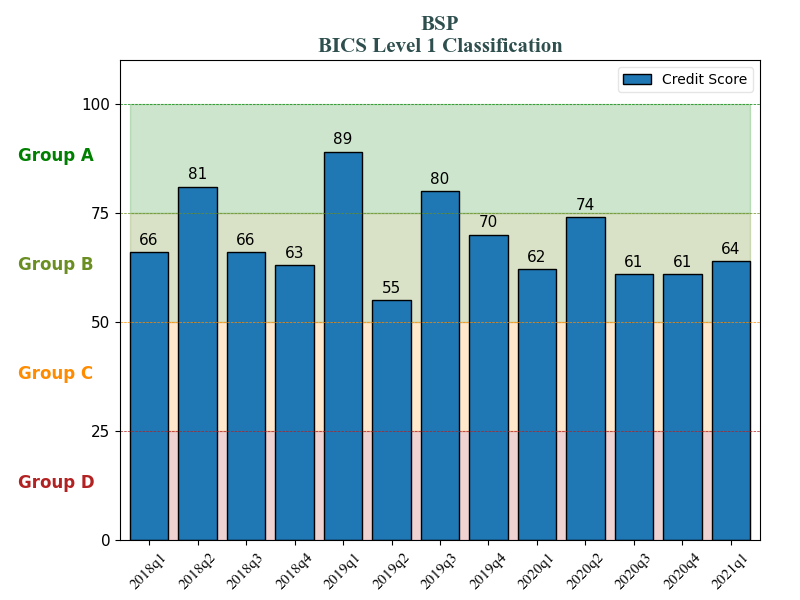 BSP
BICS Level 1 Classification
Credit Score
100
75
50
25
0
Group A
Group B
Group C
Group D
66
81
66
63
89
55
80
70
62
74
61
61
64
2018q1
2018q2
2018q3
2018q4
2019q1
2019q2
2019q3
2019q4
2020q1
2020q2
2020q3
2020q4
2021q1